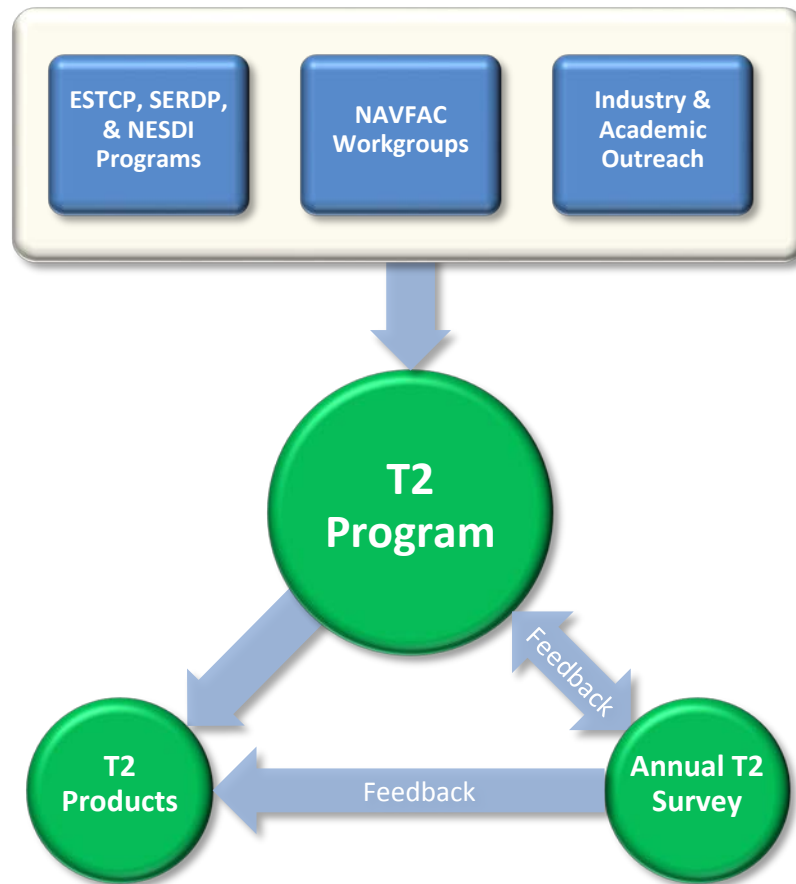 ESTCP, SERDP,
& NESDI
Programs
NAVFAC
Workgroups
Industry &
Academic
Outreach
T2
Program
Feedback
T2
Products
Feedback
Annual T2
Survey